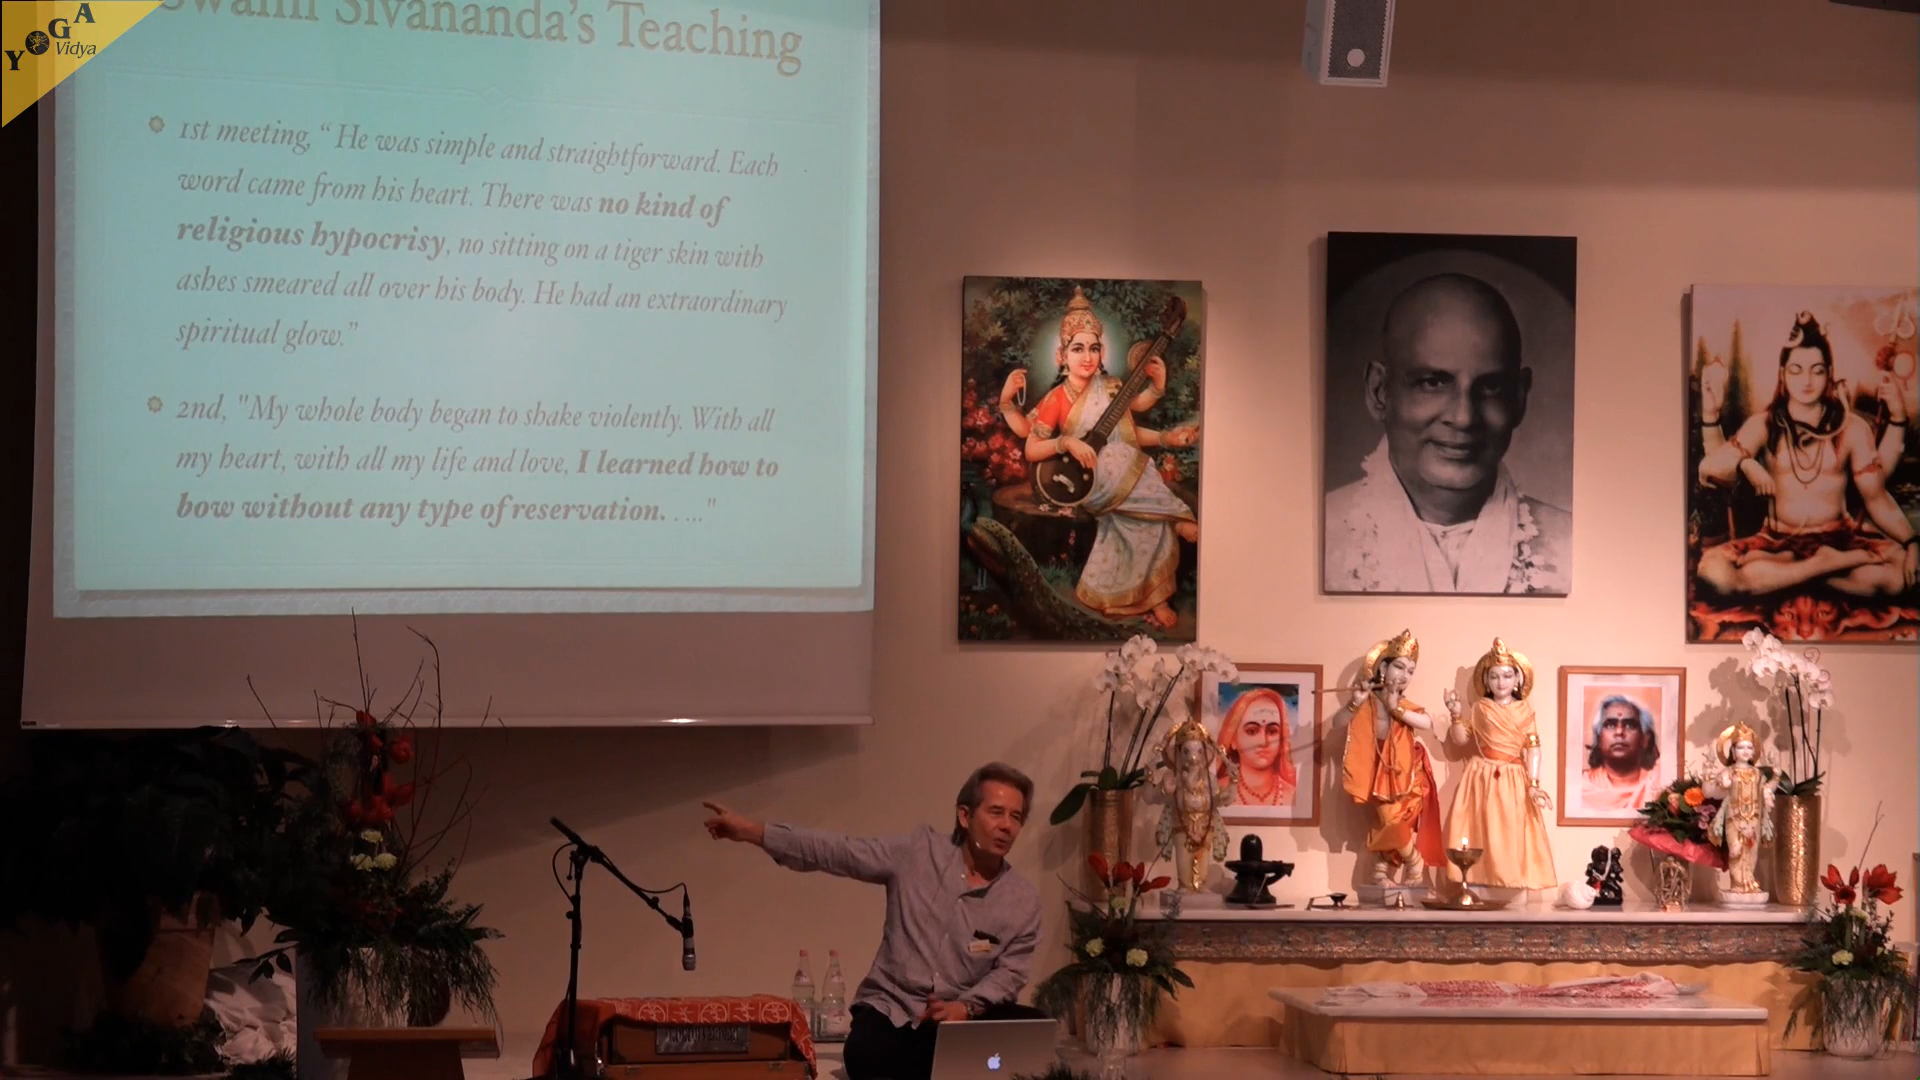 YOGA
Vidya
Swami Sivananda's Teaching
1st meeting, “ He was simple and straightforward. Each
word came from his heart. There was no kind of
religious hypocrisy, no sitting on a tiger skin with
ashes smeared all over his body. He had an extraordinary
spiritual glow.”
2nd, "My whole body began to shake violently. With all
my heart, with all my life and love, I learned how to
bow without any type of reservation. . ..."